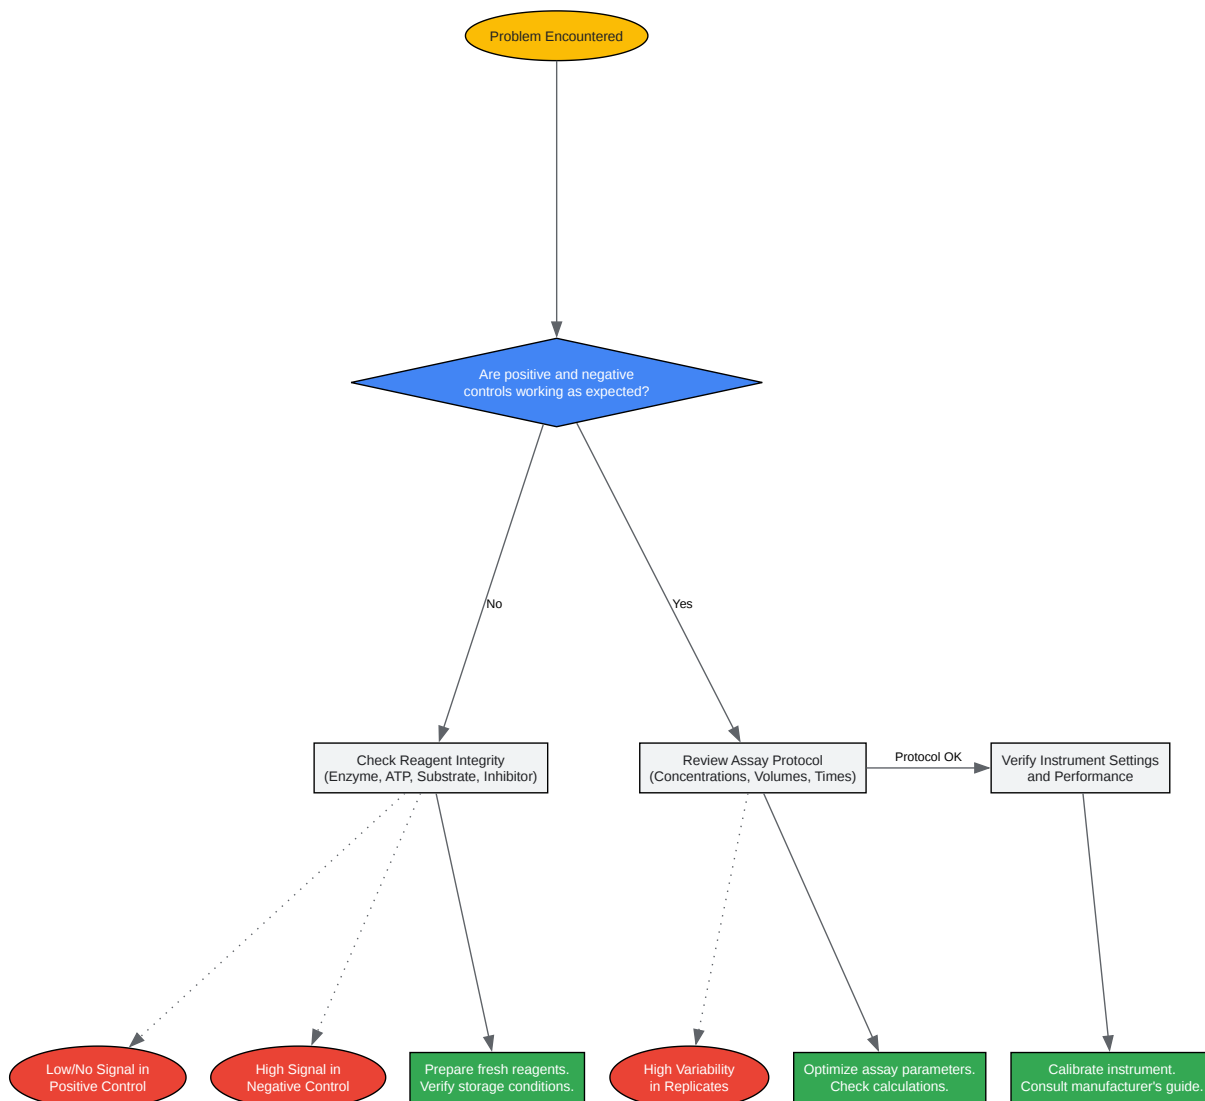 Problem Encountered
Are positive and negative
controls working as expected?
No
Yes
Check Reagent Integrity
(Enzyme, ATP, Substrate, Inhibitor)
Review Assay Protocol
(Concentrations, Volumes, Times)
Protocol OK
Verify Instrument Settings
and Performance
Low/No Signal in
Positive Control
High Signal in
Negative Control
Prepare fresh reagents.
Verify storage conditions.
High Variability
in Replicates
Optimize assay parameters.
Check calculations.
Calibrate instrument.
Consult manufacturer's guide.